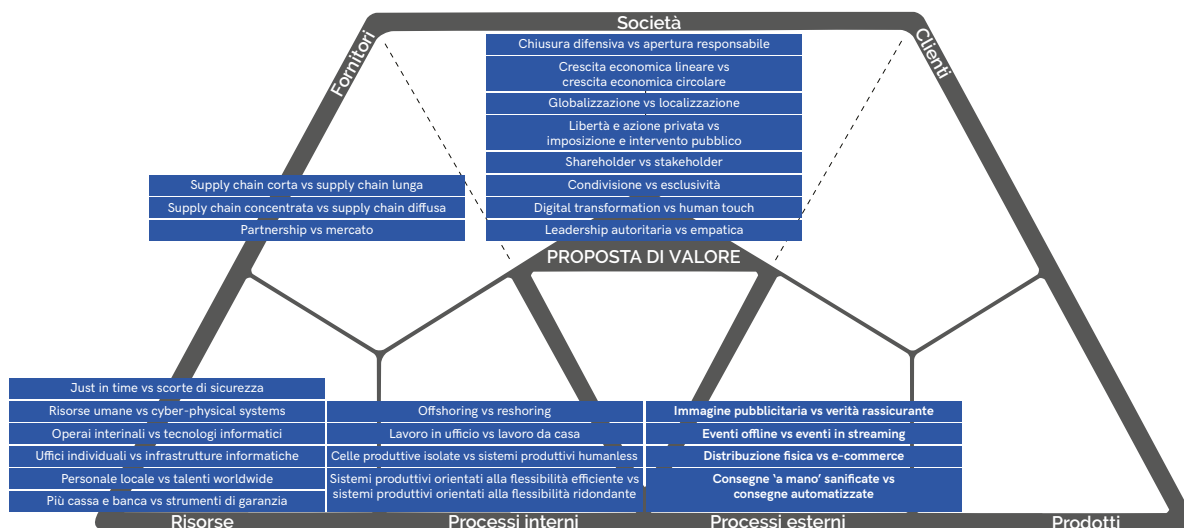 Società
Fornitori
Clienti
Chiusura difensiva vs apertura responsabile
Crescita economica lineare vs
crescita economica circolare
Globalizzazione vs localizzazione
Libertà e azione privata vs
imposizione e intervento pubblico
Shareholder vs stakeholder
Condivisione vs esclusività
Digital transformation vs human touch
Leadership autoritaria vs empatica
Supply chain corta vs supply chain lunga
Supply chain concentrata vs supply chain diffusa
Partnership vs mercato
PROPOSTA DI VALORE
Just in time vs scorte di sicurezza
Risorse umane vs cyber-physical systems
Operai interinali vs tecnologi informatici
Uffici individuali vs infrastrutture informatiche
Personale locale vs talenti worldwide
Più cassa e banca vs strumenti di garanzia
Offshoring vs reshoring
Lavoro in ufficio vs lavoro da casa
Celle produttive isolate vs sistemi produttivi humanless
Sistemi produttivi orientati alla flessibilità efficiente vs
sistemi produttivi orientati alla flessibilità ridondante
Immagine pubblicitaria vs verità rassicurante
Eventi offline vs eventi in streaming
Distribuzione fisica vs e-commerce
Consegne ‘a mano’ sanificate vs
consegne automatizzate
Risorse
Processi interni
Processi esterni
Prodotti